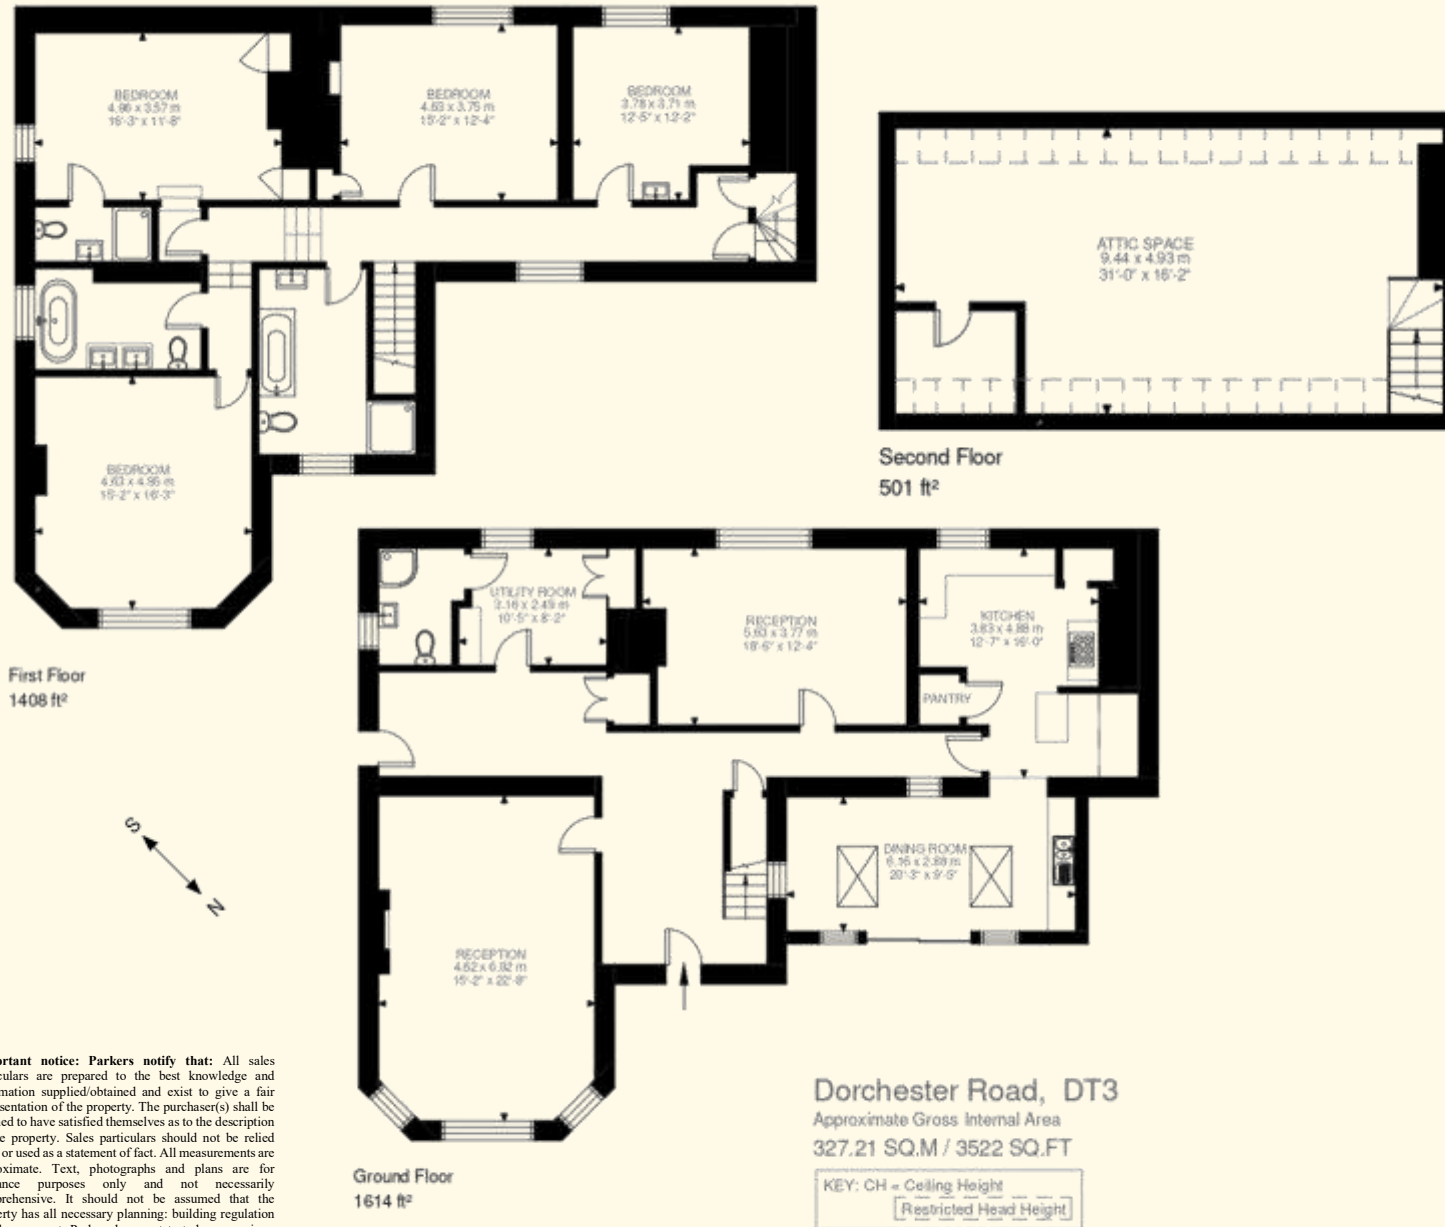 BEDROOM
4.96 x 3.57 m
16'-3" x 11'-8"
BEDROOM
4.63 x 3.75 m
15'-2" x 12'-4"
BEDROOM
3.78 x 3.71 m
12'-5" x 12'-2"
BEDROOM
4.63 x 4.95 m
15'-2" x 16'-3"
First Floor
1408 ft²
ATTIC SPACE
9.44 x 4.93 m
31'-0" x 16'-2"
Second Floor
501 ft²
UTILITY ROOM
3.16 x 2.49 m
10'-5" x 8'-2"
RECEPTION
5.63 x 3.77 m
18'-6" x 12'-4"
KITCHEN
3.83 x 4.88 m
12'-7" x 16'-0"
PANTRY
DINING ROOM
6.16 x 2.88 m
20'-3" x 9'-5"
RECEPTION
4.62 x 6.92 m
15'-2" x 22'-8"
Ground Floor
1614 ft²
S
N
Dorchester Road, DT3
Approximate Gross Internal Area
327.21 SQ.M / 3522 SQ.FT
KEY: CH = Ceiling Height
Restricted Head Height
notice: Parkers notify that: All sales
are prepared to the best knowledge and
supplied/obtained and exist to give a fair
of the property. The purchaser(s) shall be
to have satisfied themselves as to the description
property. Sales particulars should not be relied
or used as a statement of fact. All measurements are
Text, photographs and plans are for
purposes only and not necessarily
It should not be assumed that the
has all necessary planning: building regulation